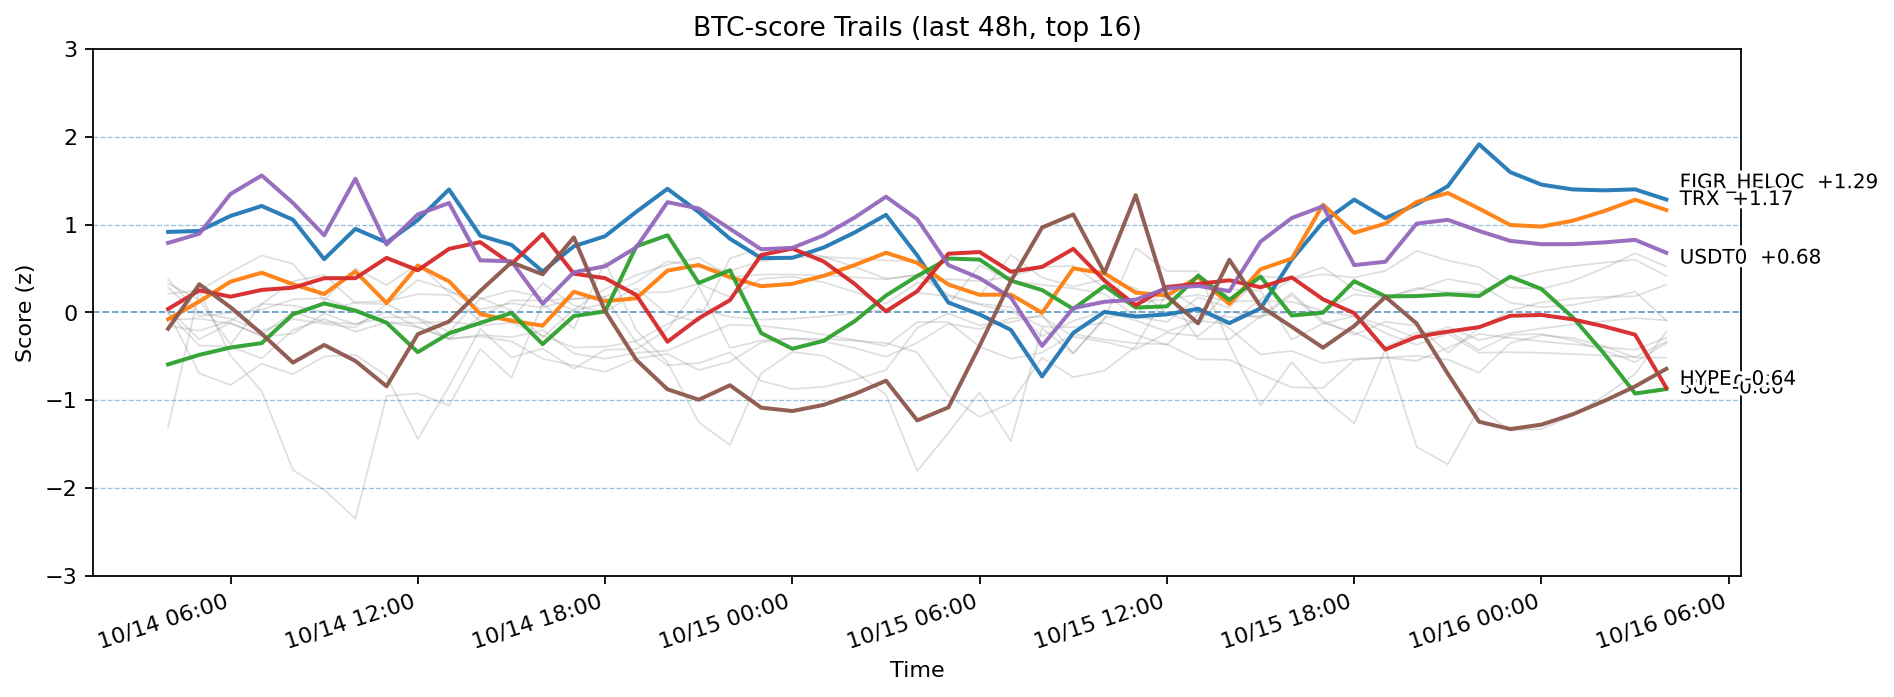 BTC-score Trails (last 48h, top 16)
Score (z)
3
2
1
0
−1
−2
−3
FIGR_HELOC +1.29
TRX +1.17
USDT0 +0.68
HYPE -0.64
SOL
10/14 06:00
10/14 12:00
10/14 18:00
10/15 00:00
10/15 06:00
10/15 12:00
10/15 18:00
10/16 00:00
10/16 06:00
Time